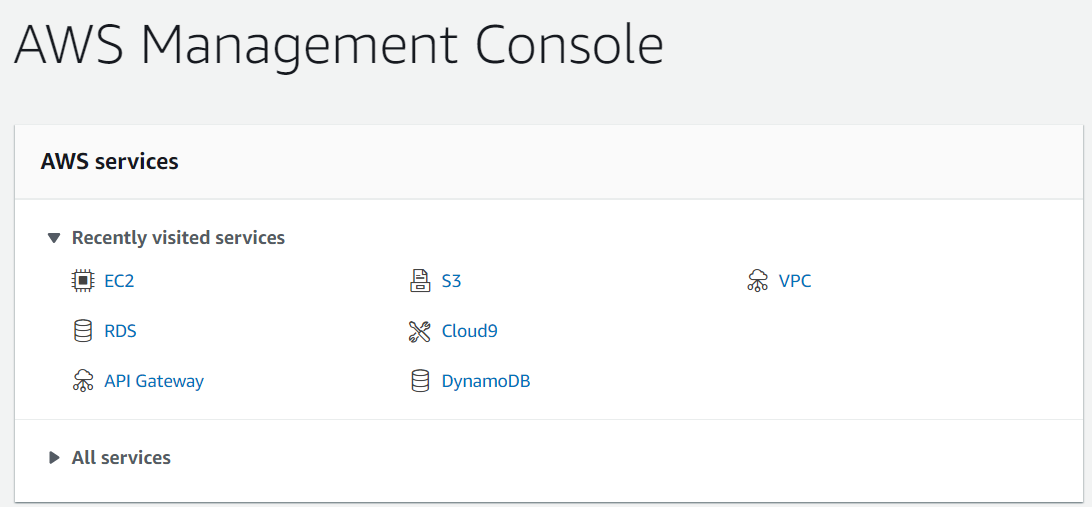 AWS Management Console
AWS services
Recently visited services
EC2 S3 VPC
RDS Cloud9
API Gateway DynamoDB
All services